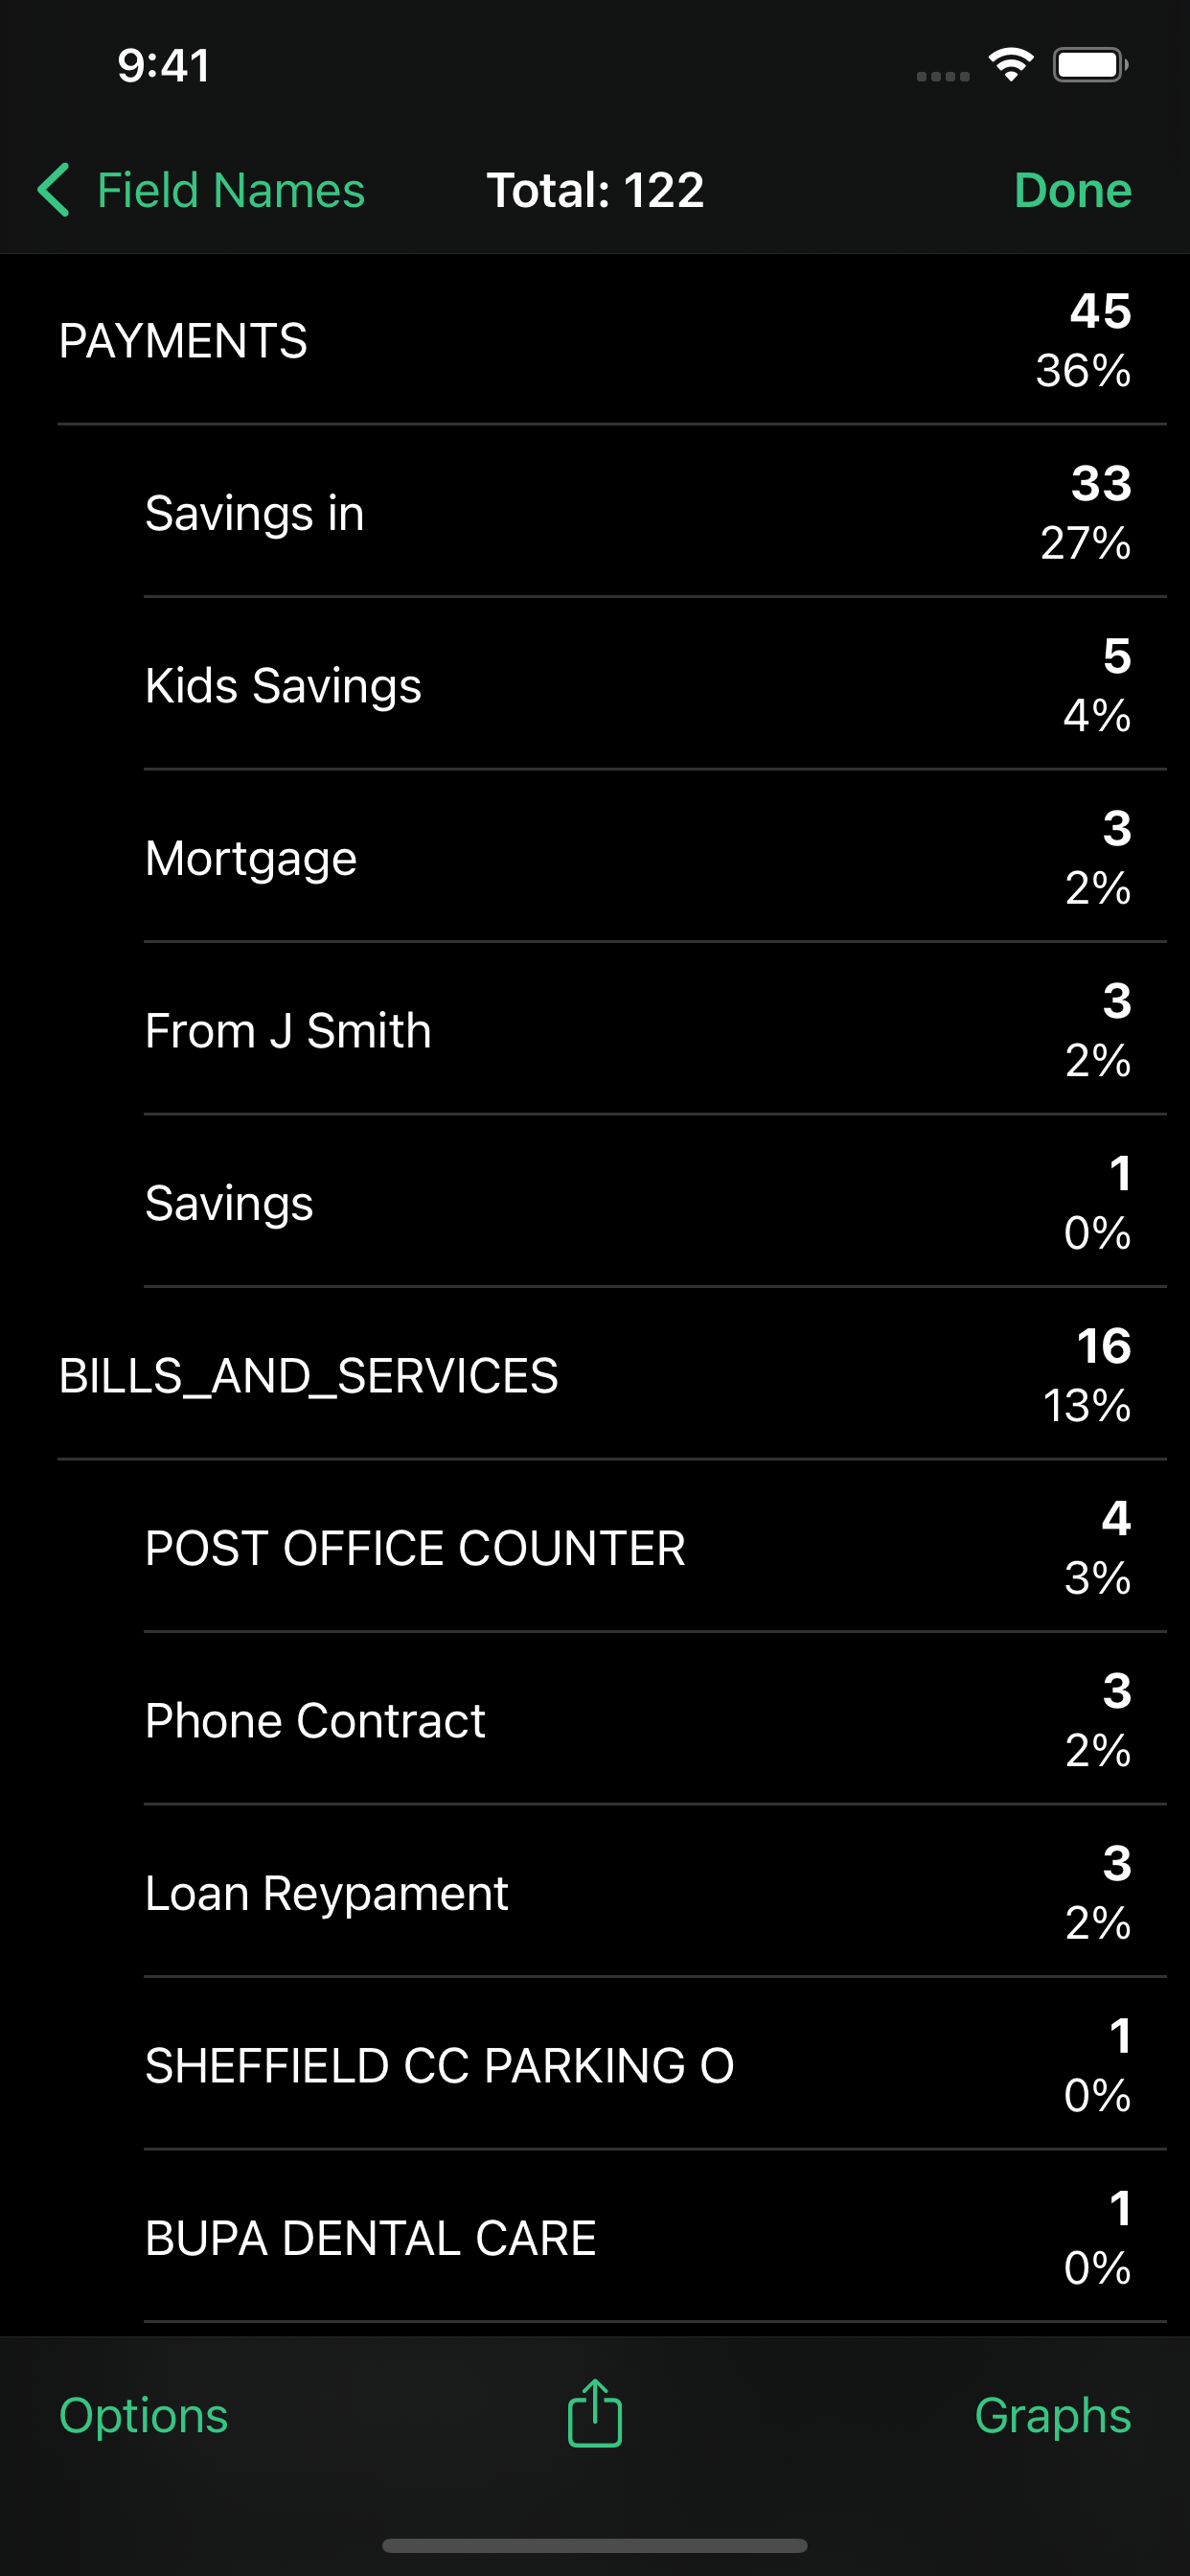 9:41
Field Names Total: 122 Done
PAYMENTS 45
36%
Savings in 33
27%
Kids Savings 5
4%
Mortgage 3
2%
From J Smith 3
2%
Savings 1
0%
BILLS_AND_SERVICES 16
13%
POST OFFICE COUNTER 4
3%
Phone Contract 3
2%
Loan Reypament 3
2%
SHEFFIELD CC PARKING O 1
0%
BUPA DENTAL CARE 1
0%
Options Graphs